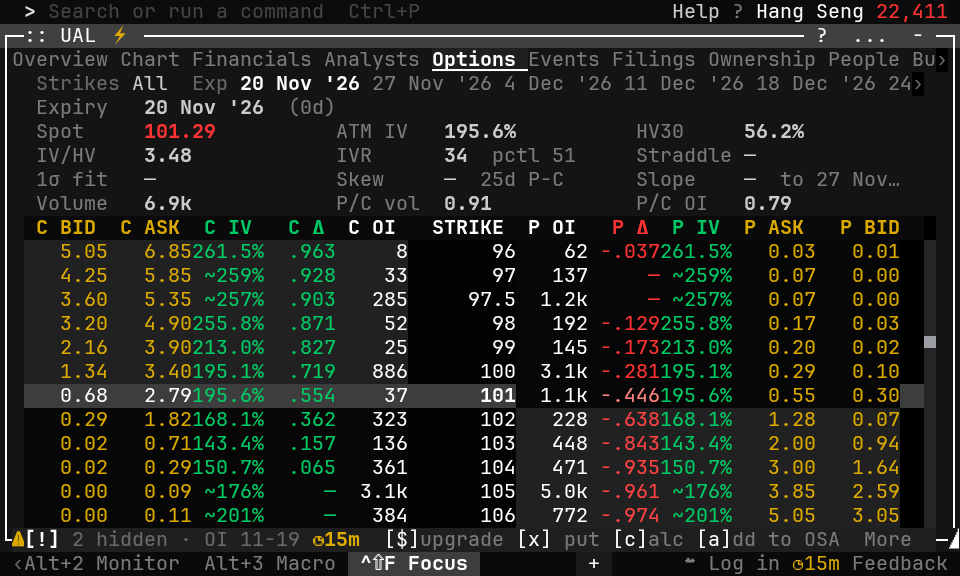 > Search or run a command  Ctrl+P  Help ? Hang Seng 22,411
:: UAL ⚡ ? ... -
Overview Chart Financials Analysts Options Events Filings Ownership People Bu›
Strikes All  Exp 20 Nov '26 27 Nov '26 4 Dec '26 11 Dec '26 18 Dec '26 24›
Expiry 20 Nov '26 (0d)
Spot 101.29 ATM IV 195.6% HV30 56.2%
IV/HV 3.48 IVR 34 pctl 51 Straddle —
1σ fit — Skew — 25d P-C Slope — to 27 Nov…
Volume 6.9k P/C vol 0.91 P/C OI 0.79
C BID C ASK C IV C Δ C OI STRIKE P OI P Δ P IV P ASK P BID
5.05 6.85 261.5% .963 8 96 62 -.037 261.5% 0.03 0.01
4.25 5.85 ~259% .928 33 97 137 — ~259% 0.07 0.00
3.60 5.35 ~257% .903 285 97.5 1.2k — ~257% 0.07 0.00
3.20 4.90 255.8% .871 52 98 192 -.129 255.8% 0.17 0.03
2.16 3.90 213.0% .827 25 99 145 -.173 213.0% 0.20 0.02
1.34 3.40 195.1% .719 886 100 3.1k -.281 195.1% 0.29 0.10
0.68 2.79 195.6% .554 37 101 1.1k -.446 195.6% 0.55 0.30
0.29 1.82 168.1% .362 323 102 228 -.638 168.1% 1.28 0.07
0.02 0.71 143.4% .157 136 103 448 -.843 143.4% 2.00 0.94
0.02 0.29 150.7% .065 361 104 471 -.935 150.7% 3.00 1.64
0.00 0.09 ~176% — 3.1k 105 5.0k -.961 ~176% 3.85 2.59
0.00 0.11 ~201% — 384 106 772 -.974 ~201% 5.05 3.05
⚠[!] 2 hidden · OI 11-19 ◷15m [$]upgrade [x] put [c]alc [a]dd to OSA More
‹Alt+2 Monitor Alt+3 Macro ^⇧F Focus + Log in ◷15m Feedback